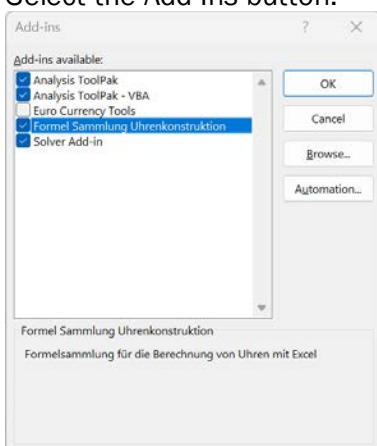 Select the Add-ins button.
Add-ins ? ×
Add-ins available:
Analysis ToolPak
Analysis ToolPak - VBA
Euro Currency Tools
Formel Sammlung Uhrenkonstruktion
Solver Add-in
OK
Cancel
Browse...
Automation...
Formel Sammlung Uhrenkonstruktion
Formelsammlung für die Berechnung von Uhren mit Excel